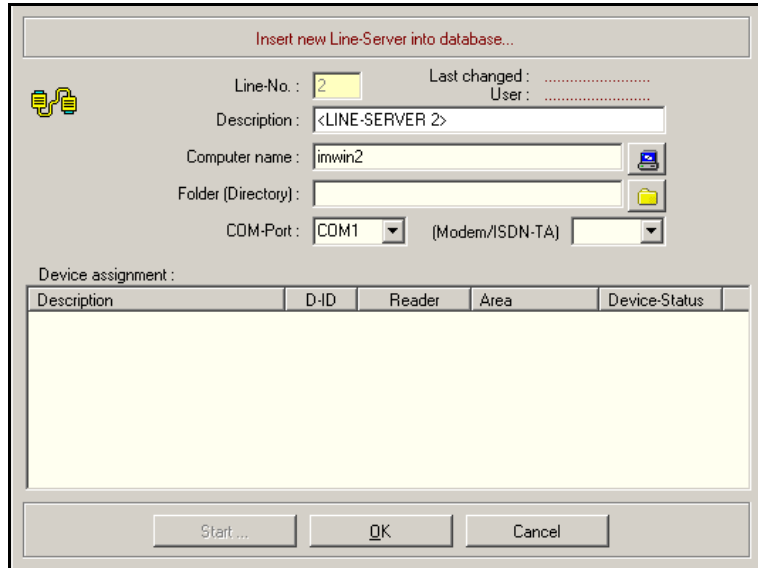 Insert new Line-Server into database...
Line-No. : 2 Last changed : ..........................
User : ..........................
Description : <LINE-SERVER 2>
Computer name : imwin2
Folder (Directory) :
COM-Port : COM1 (Modem/ISDN-TA)
Device assignment :
Description D-ID Reader Area Device-Status
Start ... OK Cancel